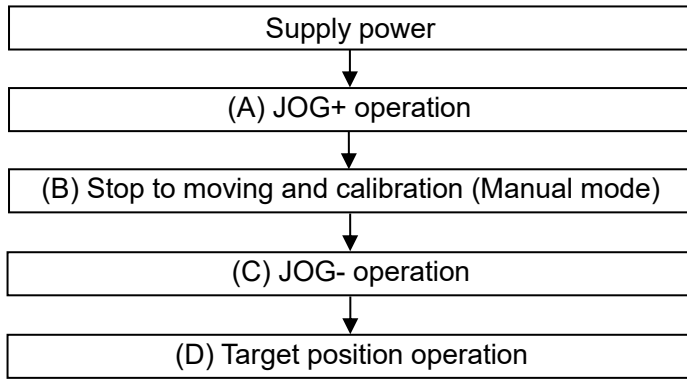 Supply power
(A) JOG+ operation
(B) Stop to moving and calibration (Manual mode)
(C) JOG- operation
(D) Target position operation